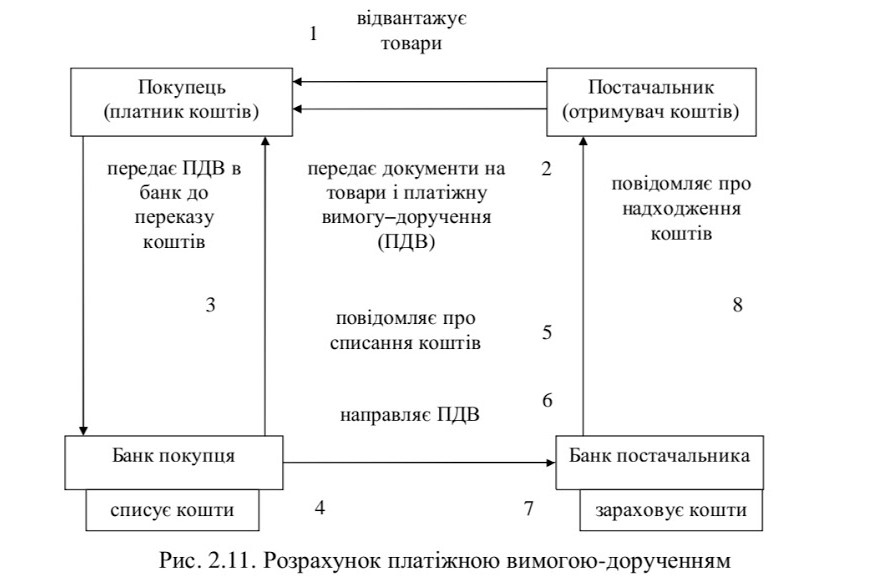 1
відвантажує
товари
Покупець
(платник коштів)
Постачальник
(отримувач коштів)
передає ПДВ в
банк до
переказу
коштів
передає документи на
товари і платіжну
вимогу–доручення
(ПДВ)
2
повідомляє про
надходження
коштів
3
повідомляє про
списання коштів
5
8
направляє ПДВ
6
Банк покупця
Банк постачальника
списує кошти
4
7
зараховує кошти
Рис. 2.11. Розрахунок платіжною вимогою-дорученням